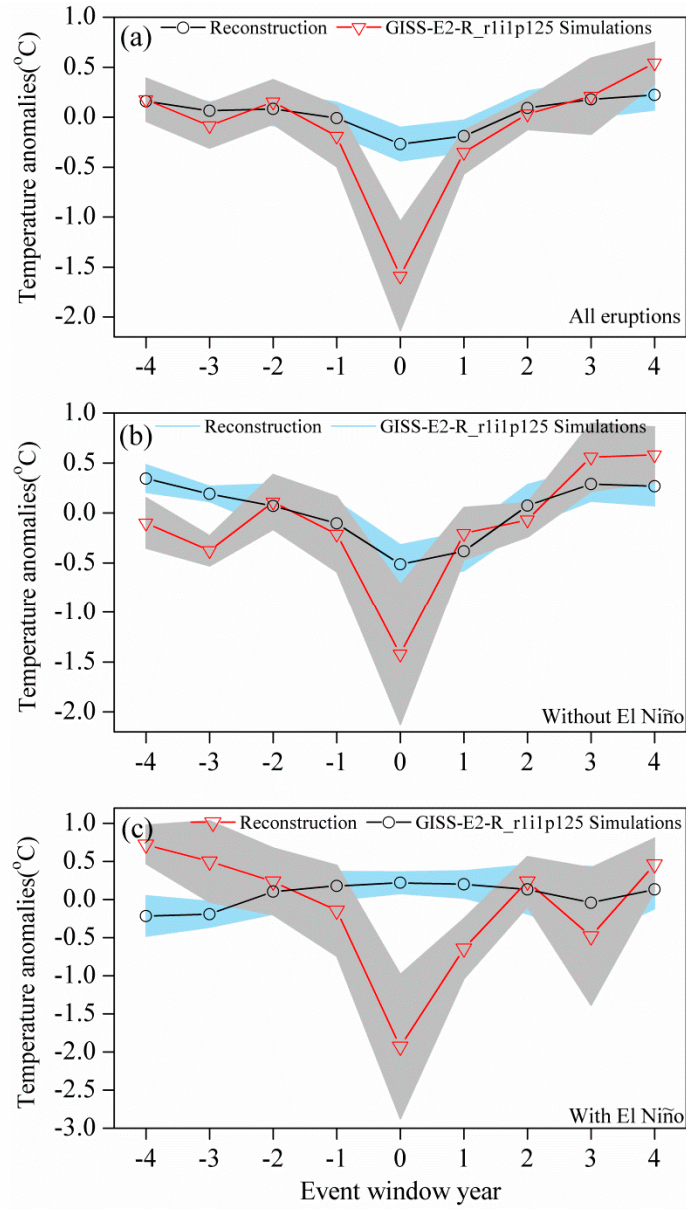 (a) Reconstruction GISS-E2-R_r1i1p125 Simulations
1.0
0.5
0.0
-0.5
-1.0
-1.5
-2.0
Temperature anomalies(°C)
All eruptions
-4 -3 -2 -1 0 1 2 3 4
(b) Reconstruction GISS-E2-R_r1i1p125 Simulations
1.0
0.5
0.0
-0.5
-1.0
-1.5
-2.0
Temperature anomalies(°C)
Without El Niño
-4 -3 -2 -1 0 1 2 3 4
(c) Reconstruction GISS-E2-R_r1i1p125 Simulations
1.0
0.5
0.0
-0.5
-1.0
-1.5
-2.0
-2.5
-3.0
Temperature anomalies(°C)
With El Niño
-4 -3 -2 -1 0 1 2 3 4
Event window year